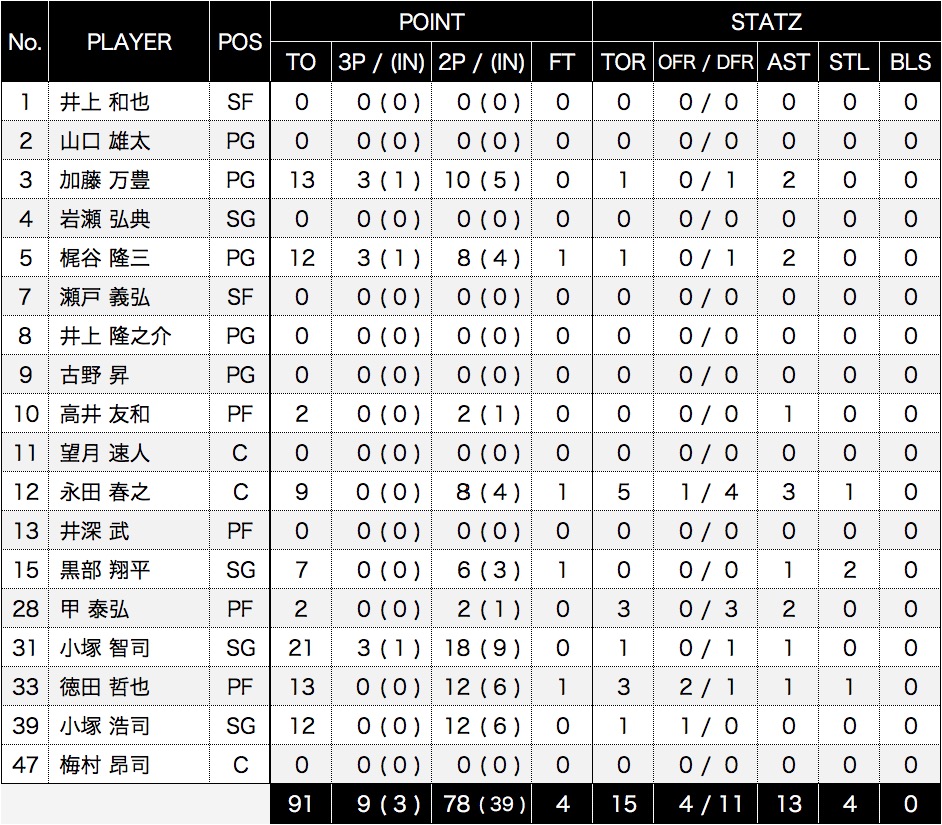 No. PLAYER POS POINT STATZ
TO 3P / (IN) 2P / (IN) FT TOR OFR / DFR AST STL BLS
1 井上 和也 SF 0 0 ( 0 ) 0 ( 0 ) 0 0 0 / 0 0 0 0
2 山口 雄太 PG 0 0 ( 0 ) 0 ( 0 ) 0 0 0 / 0 0 0 0
3 加藤 万豊 PG 13 3 ( 1 ) 10 ( 5 ) 0 1 0 / 1 2 0 0
4 岩瀬 弘典 SG 0 0 ( 0 ) 0 ( 0 ) 0 0 0 / 0 0 0 0
5 梶谷 隆三 PG 12 3 ( 1 ) 8 ( 4 ) 1 1 0 / 1 2 0 0
7 瀬戸 義弘 SF 0 0 ( 0 ) 0 ( 0 ) 0 0 0 / 0 0 0 0
8 井上 隆之介 PG 0 0 ( 0 ) 0 ( 0 ) 0 0 0 / 0 0 0 0
9 古野 昇 PG 0 0 ( 0 ) 0 ( 0 ) 0 0 0 / 0 0 0 0
10 高井 友和 PF 2 0 ( 0 ) 2 ( 1 ) 0 0 0 / 0 1 0 0
11 望月 速人 C 0 0 ( 0 ) 0 ( 0 ) 0 0 0 / 0 0 0 0
12 永田 春之 C 9 0 ( 0 ) 8 ( 4 ) 1 5 1 / 4 3 1 0
13 井深 武 PF 0 0 ( 0 ) 0 ( 0 ) 0 0 0 / 0 0 0 0
15 黒部 翔平 SG 7 0 ( 0 ) 6 ( 3 ) 1 0 0 / 0 1 2 0
28 甲 泰弘 PF 2 0 ( 0 ) 2 ( 1 ) 0 3 0 / 3 2 0 0
31 小塚 智司 SG 21 3 ( 1 ) 18 ( 9 ) 0 1 0 / 1 1 0 0
33 徳田 哲也 PF 13 0 ( 0 ) 12 ( 6 ) 1 3 2 / 1 1 1 0
39 小塚 浩司 SG 12 0 ( 0 ) 12 ( 6 ) 0 1 1 / 0 0 0 0
47 梅村 昂司 C 0 0 ( 0 ) 0 ( 0 ) 0 0 0 / 0 0 0 0
91 9 ( 3 ) 78 ( 39 ) 4 15 4 / 11 13 4 0